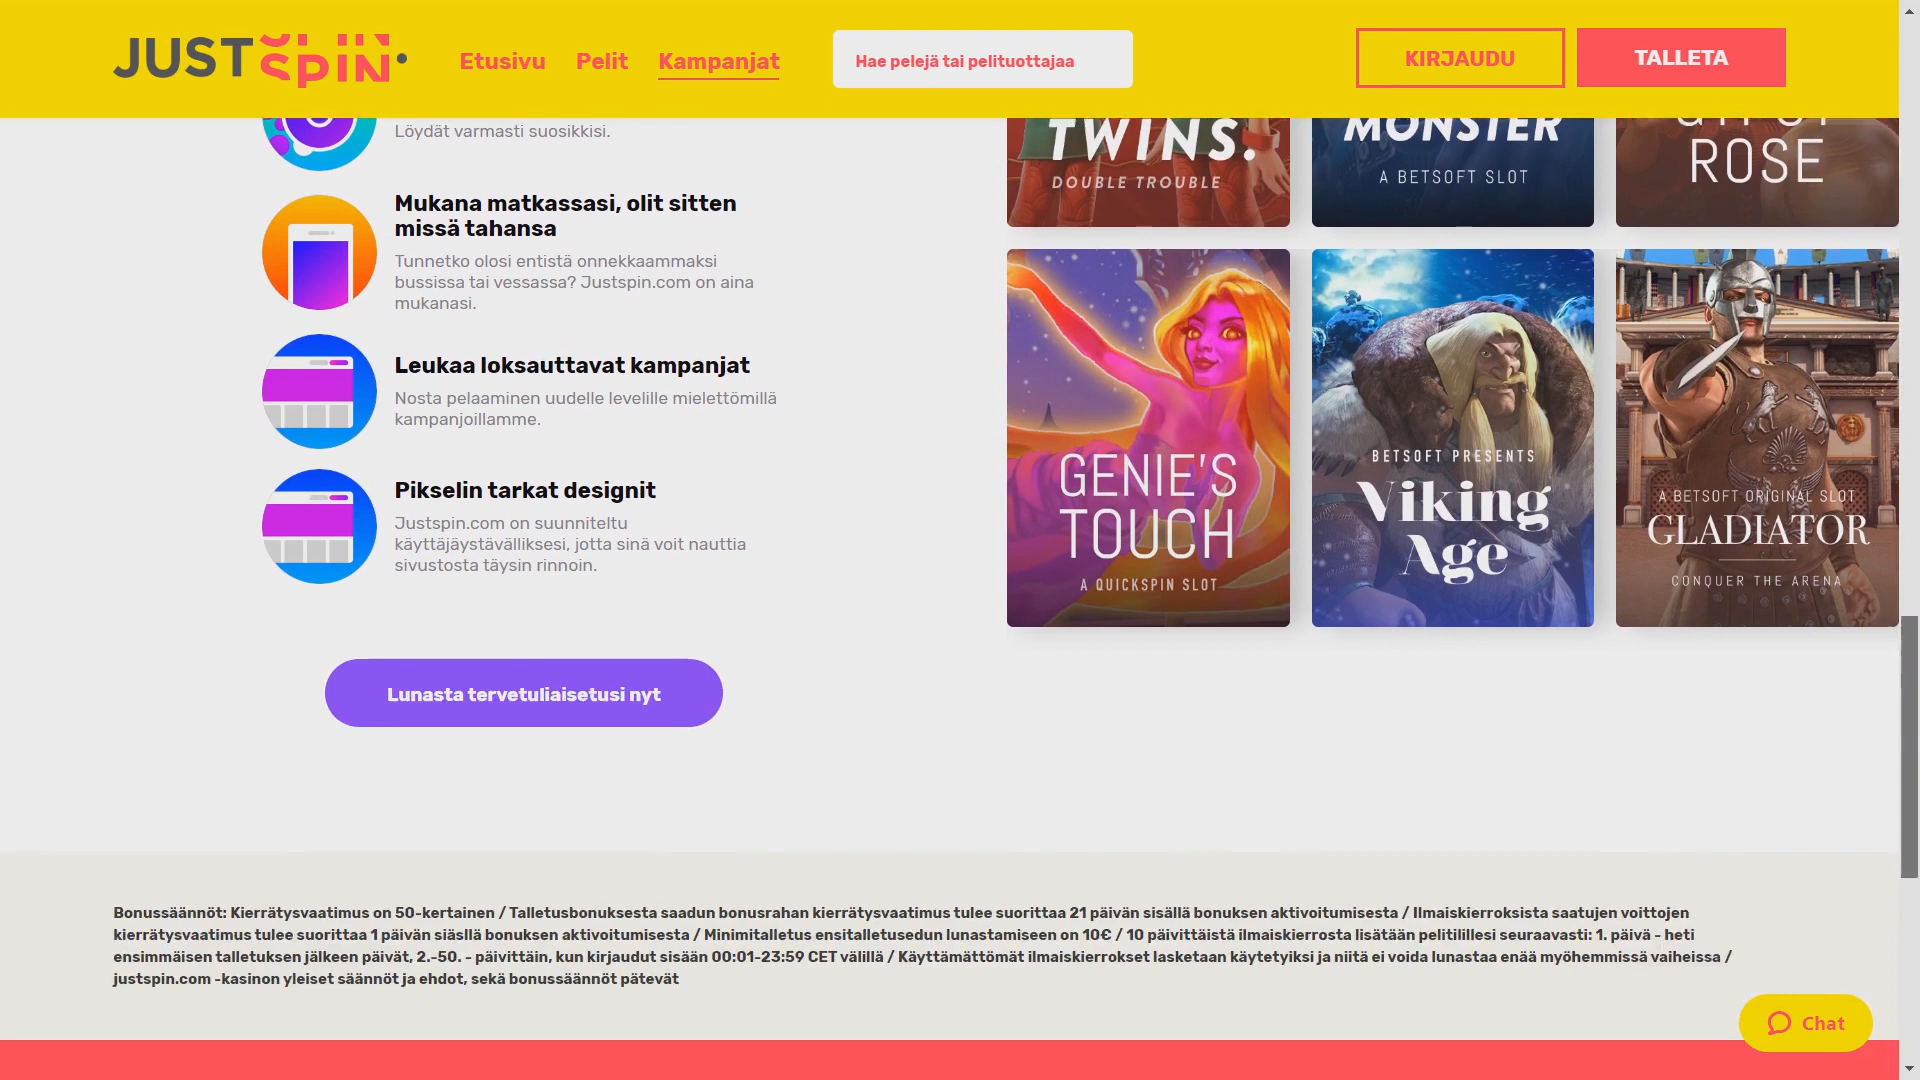 JUST SPIN
Etusivu
Pelit
Kampanjat
Hae pelejä tai pelituottajaa
KIRJAUDU
TALLETA
Löydät varmasti suosikkisi.
Mukana matkassasi, olit sitten
missä tahansa
Tunnetko olosi entistä onnekkaammaksi
bussissa tai vessassa? Justspin.com on aina
mukanasi.
Leukaa loksauttavat kampanjat
Nosta pelaaminen uudelle levelille mielettömillä
kampanjoillamme.
Pikselin tarkat designit
Justspin.com on suunniteltu
käyttäjäystävälliksesi, jotta sinä voit nauttia
sivustosta täysin rinnoin.
Lunasta tervetuliaisetusi nyt
TWINS.
DOUBLE TROUBLE
MONSTER
A BETSOFT SLOT
ROSE
GENIE'S
TOUCH
A QUICKSPIN SLOT
BETSOFT PRESENTS
Viking
Age
A BETSOFT ORIGINAL SLOT
GLADIATOR
CONQUER THE ARENA
Bonussäännöt: Kierrätysvaatimus on 50-kertainen / Talletusbonuksesta saadun bonusrahan kierrätysvaatimus tulee suorittaa 21 päivän sisällä bonuksen aktivoitumisesta / Ilmaiskierroksista saatujen voittojen
kierrätysvaatimus tulee suorittaa 1 päivän siäsllä bonuksen aktivoitumisesta / Minimitalletus ensitalletusedun lunastamiseen on 10€ / 10 päivittäistä ilmaiskierrosta lisätään pelitilillesi seuraavasti: 1. päivä - heti
ensimmäisen talletuksen jälkeen päivät, 2.-50. - päivittäin, kun kirjaudut sisään 00:01-23:59 CET välillä / Käyttämättömät ilmaiskierrokset lasketaan käytetyiksi ja niitä ei voida lunastaa enää myöhemmissä vaiheissa /
justspin.com -kasinon yleiset säännöt ja ehdot, sekä bonussäännöt pätevät
Chat